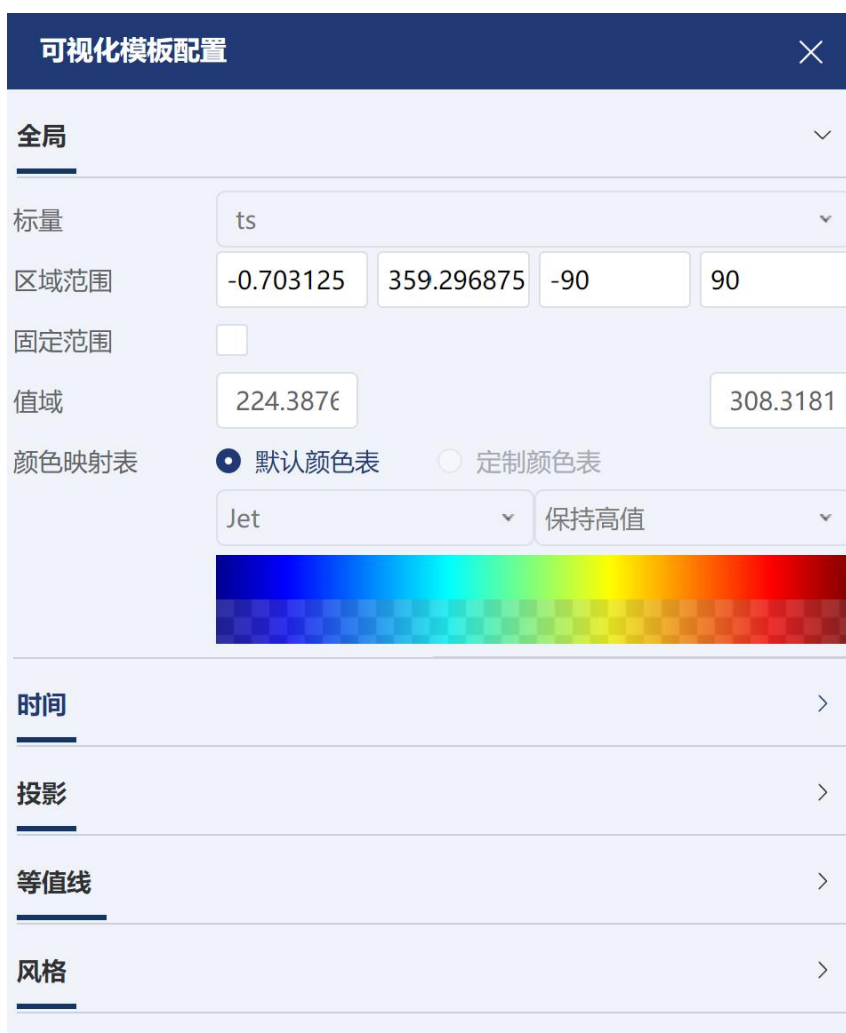 可视化模板配置
全局
标量 ts
区域范围 -0.703125 359.296875 -90 90
固定范围
值域 224.3876 308.3181
颜色映射表 默认颜色表 定制颜色表
Jet 保持高值
时间
投影
等值线
风格